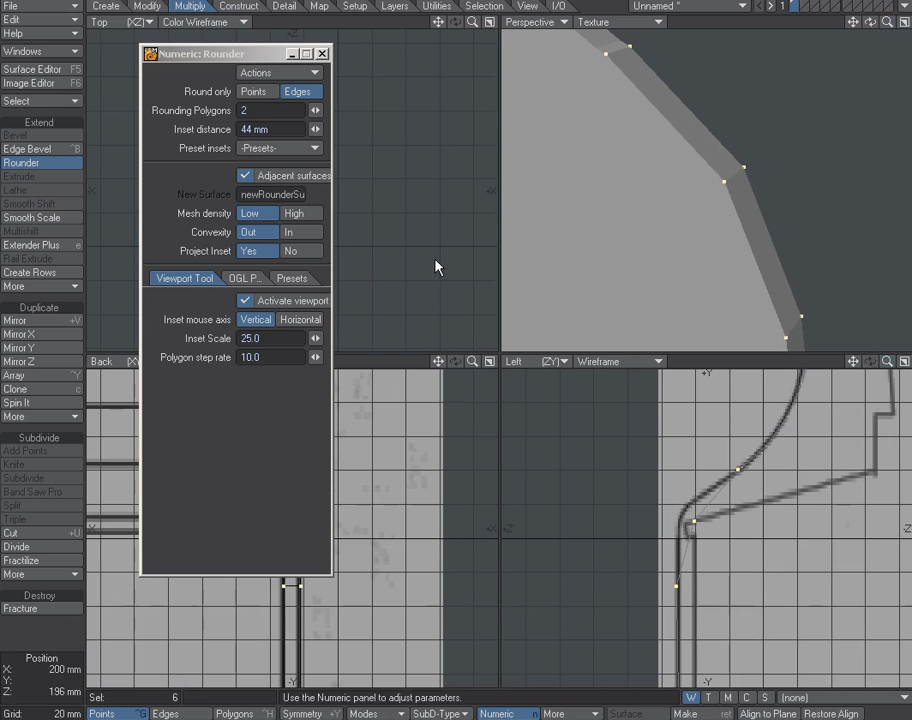 File
Edit
Help
Windows
Surface Editor F5
Image Editor F6
Select
Extend
Bevel
Edge Bevel ^B
Rounder
Extrude
Lathe
Smooth Shift
Smooth Scale
Multishift
Extender Plus e
Rail Extrude
Create Rows
More
Duplicate
Mirror +V
Mirror X
Mirror Y
Mirror Z
Array ^Y
Clone c
Spin It
More
Subdivide
Add Points
Knife
Subdivide
Band Saw Pro
Split
Triple
Cut +U
Divide
Fractilize
More
Destroy
Fracture
Position
X: 200 mm
Y:
Z: 196 mm
Grid: 20 mm
Create Modify Multiply Construct Detail Map Setup Layers Utilities Selection View I/O Unnamed * 1
Top Color Wireframe
Perspective Texture
Numeric: Rounder
Actions
Round only Points Edges
Rounding Polygons 2
Inset distance 44 mm
Preset insets -Presets-
Adjacent surfaces
New Surface newRounderSu
Mesh density Low High
Convexity Out In
Project Inset Yes No
Viewport Tool OGL P... Presets
Activate viewport
Inset mouse axis Vertical Horizontal
Inset Scale 25.0
Polygon step rate 10.0
Back
Left (ZY) Wireframe
+Z
-X
+X
-X
+X
-Y
+Y
+Z
-Z
-Y
Sel: 6 Use the Numeric panel to adjust parameters. W T M C S (none)
Points ^G Edges Polygons ^H Symmetry +Y Modes SubD-Type Numeric n More Surface Make ret Align to Plane Restore Align